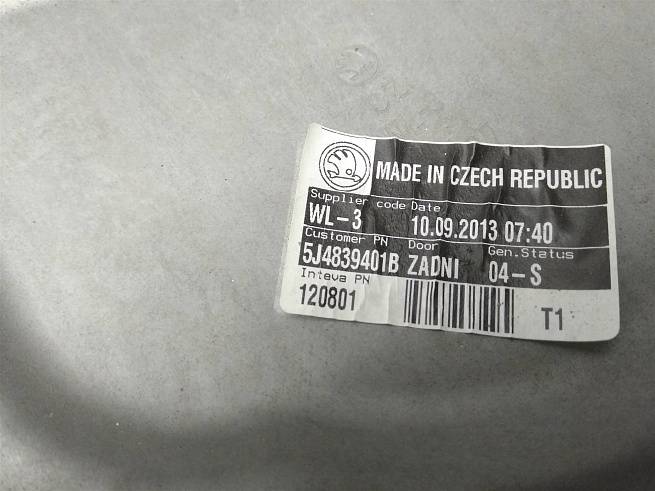 MADE IN CZECH REPUBLIC
Supplier code Date
WL-3 10.09.2013 07:40
Customer PN Door Gen.Status
5J4839401B ZADNI 04-S
Inteva PN
120801 T1